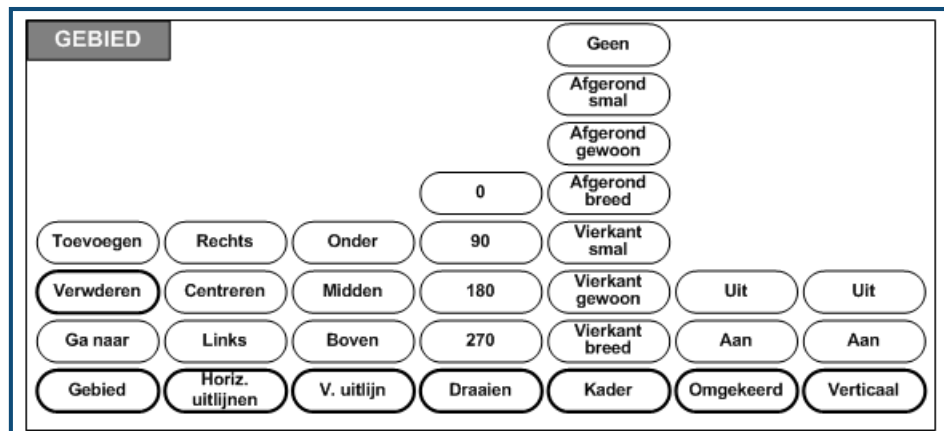 GEBIED
Geen
Afgerond
smal
Afgerond
gewoon
0
Afgerond
breed
Toevoegen
Rechts
Onder
90
Vierkant
smal
Verwderen
Centreren
Midden
180
Vierkant
gewoon
Uit
Uit
Ga naar
Links
Boven
270
Vierkant
breed
Aan
Aan
Gebied
Horiz.
uitlijnen
V. uitlijn
Draaien
Kader
Omgekeerd
Verticaal